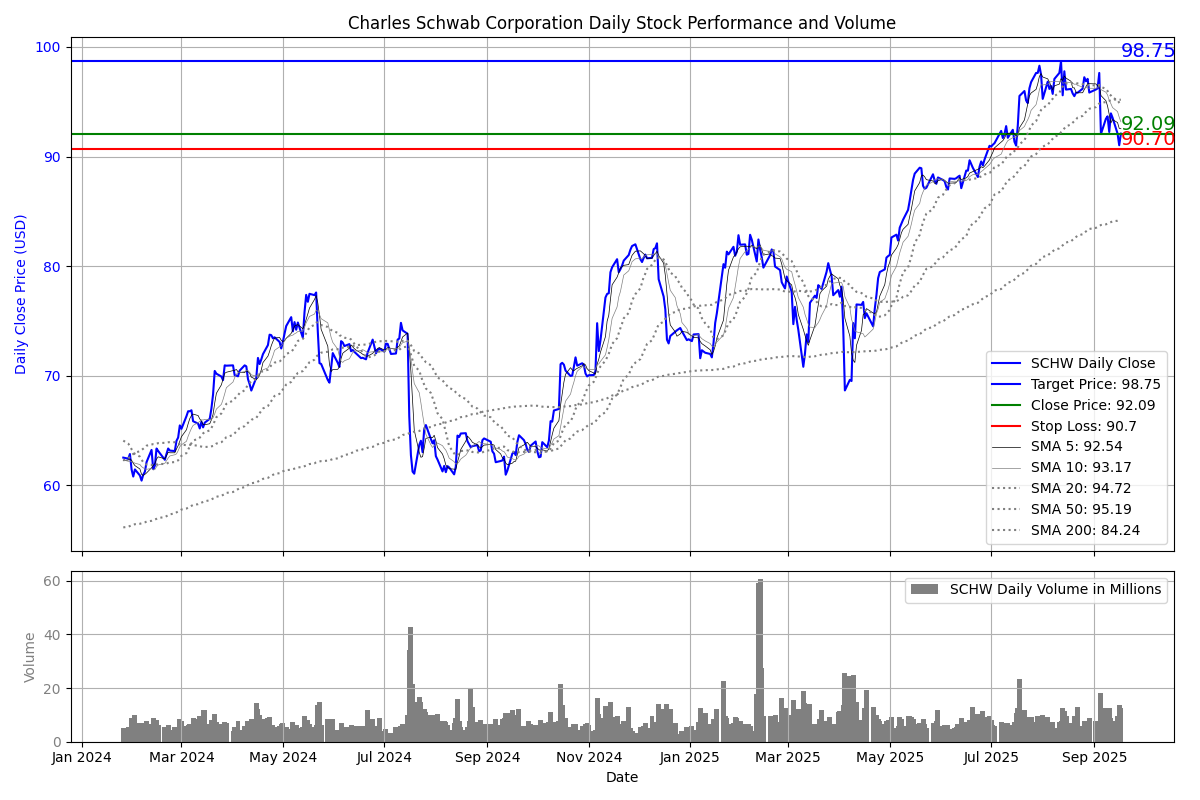 Charles Schwab Corporation Daily Stock Performance and Volume
100
90
80
70
60
Daily Close Price (USD)
98.75
92.09
90.70
SCHW Daily Close
Target Price: 98.75
Close Price: 92.09
Stop Loss: 90.7
SMA 5: 92.54
SMA 10: 93.17
SMA 20: 94.72
SMA 50: 95.19
SMA 200: 84.24
60
40
20
0
Volume
SCHW Daily Volume in Millions
Jan 2024 Mar 2024 May 2024 Jul 2024 Sep 2024 Nov 2024 Jan 2025 Mar 2025 May 2025 Jul 2025 Sep 2025
Date